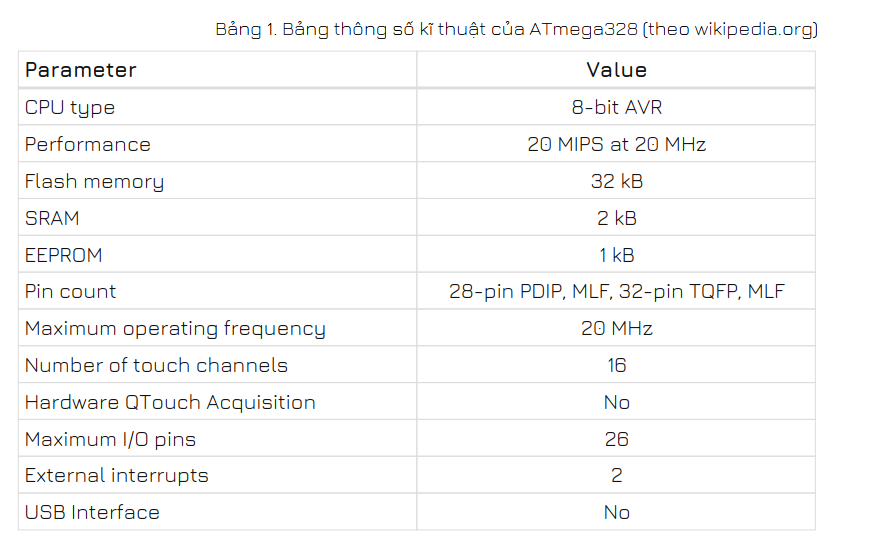 Bảng 1. Bảng thông số kĩ thuật của ATmega328 (theo wikipedia.org)
Parameter Value
CPU type 8-bit AVR
Performance 20 MIPS at 20 MHz
Flash memory 32 kB
SRAM 2 kB
EEPROM 1 kB
Pin count 28-pin PDIP, MLF, 32-pin TQFP, MLF
Maximum operating frequency 20 MHz
Number of touch channels 16
Hardware QTouch Acquisition No
Maximum I/O pins 26
External interrupts 2
USB Interface No